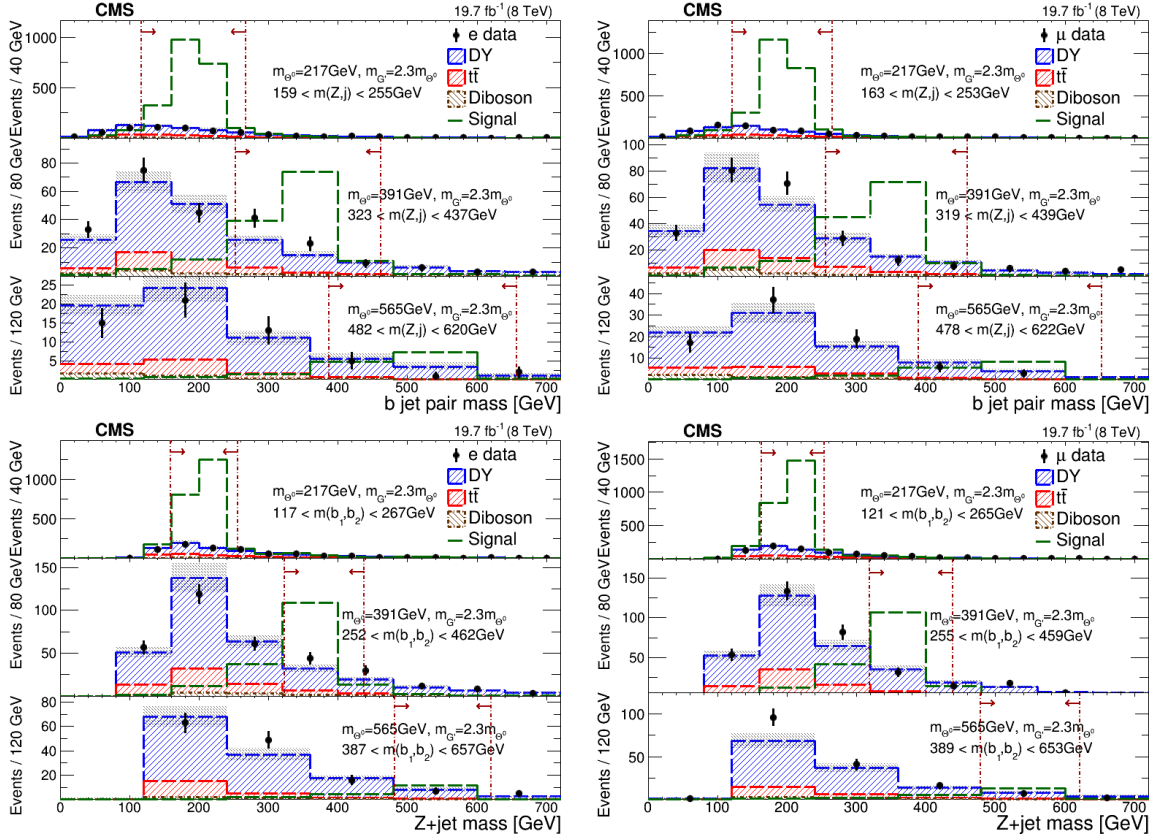 CMS 19.7 fb⁻¹ (8 TeV)
Events / 40 GeV
1000
500
e data
DY
tt̄
Diboson
Signal
m_Θ⁰=217GeV, m_G'=2.3m_Θ⁰
159 < m(Z,j) < 255GeV
Events / 80 GeV
80
60
40
20
m_Θ⁰=391GeV, m_G'=2.3m_Θ⁰
323 < m(Z,j) < 437GeV
Events / 120 GeV
25
20
15
10
5
m_Θ⁰=565GeV, m_G'=2.3m_Θ⁰
482 < m(Z,j) < 620GeV
0 100 200 300 400 500 600 700
b jet pair mass [GeV]
CMS 19.7 fb⁻¹ (8 TeV)
Events / 40 GeV
1000
500
μ data
DY
tt̄
Diboson
Signal
m_Θ⁰=217GeV, m_G'=2.3m_Θ⁰
163 < m(Z,j) < 253GeV
Events / 80 GeV
100
80
60
40
20
m_Θ⁰=391GeV, m_G'=2.3m_Θ⁰
319 < m(Z,j) < 439GeV
Events / 120 GeV
40
30
20
10
m_Θ⁰=565GeV, m_G'=2.3m_Θ⁰
478 < m(Z,j) < 622GeV
0 100 200 300 400 500 600 700
b jet pair mass [GeV]
CMS 19.7 fb⁻¹ (8 TeV)
Events / 40 GeV
1500
1000
500
e data
DY
tt̄
Diboson
Signal
m_Θ⁰=217GeV, m_G'=2.3m_Θ⁰
117 < m(b₁,b₂) < 267GeV
Events / 80 GeV
150
100
50
m_Θ⁰=391GeV, m_G'=2.3m_Θ⁰
252 < m(b₁,b₂) < 462GeV
Events / 120 GeV
80
60
40
20
m_Θ⁰=565GeV, m_G'=2.3m_Θ⁰
387 < m(b₁,b₂) < 657GeV
0 100 200 300 400 500 600 700
Z+jet mass [GeV]
CMS 19.7 fb⁻¹ (8 TeV)
Events / 40 GeV
1500
1000
500
μ data
DY
tt̄
Diboson
Signal
m_Θ⁰=217GeV, m_G'=2.3m_Θ⁰
121 < m(b₁,b₂) < 265GeV
Events / 80 GeV
150
100
50
m_Θ⁰=391GeV, m_G'=2.3m_Θ⁰
255 < m(b₁,b₂) < 459GeV
Events / 120 GeV
100
50
m_Θ⁰=565GeV, m_G'=2.3m_Θ⁰
389 < m(b₁,b₂) < 653GeV
0 100 200 300 400 500 600 700
Z+jet mass [GeV]